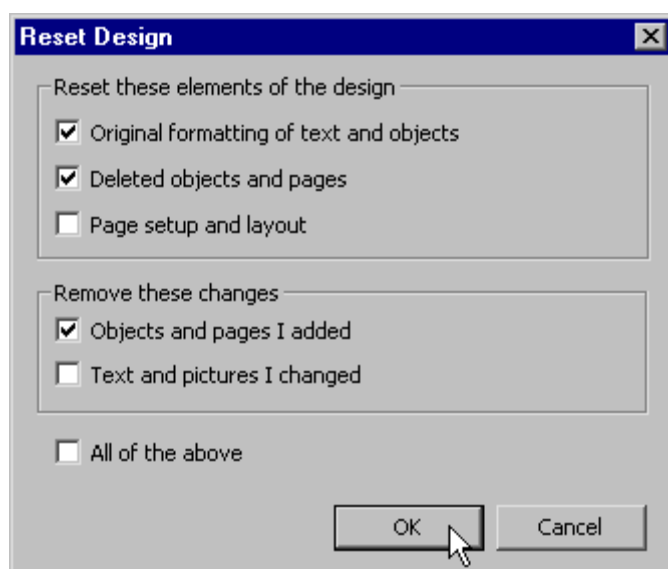 Reset Design
Reset these elements of the design
Original formatting of text and objects
Deleted objects and pages
Page setup and layout
Remove these changes
Objects and pages I added
Text and pictures I changed
All of the above
OK
Cancel